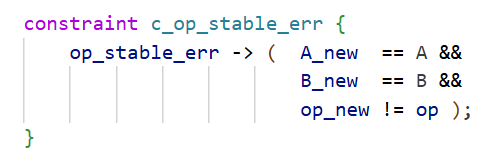 constraint c_op_stable_err {
op_stable_err -> ( A_new == A &&
B_new == B &&
op_new != op );
}